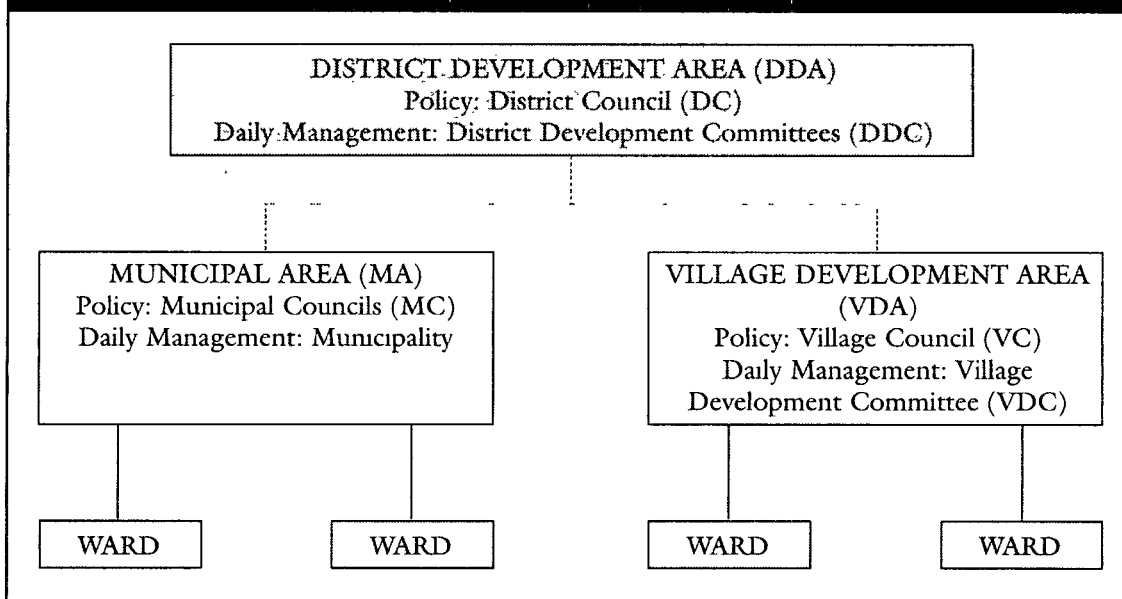 DISTRICT DEVELOPMENT AREA (DDA)
Policy: District Council (DC)
Daily Management: District Development Committees (DDC)
MUNICIPAL AREA (MA)
Policy: Municipal Councils (MC)
Daily Management: Municipality
VILLAGE DEVELOPMENT AREA
(VDA)
Policy: Village Council (VC)
Daily Management: Village
Development Committee (VDC)
WARD
WARD
WARD
WARD